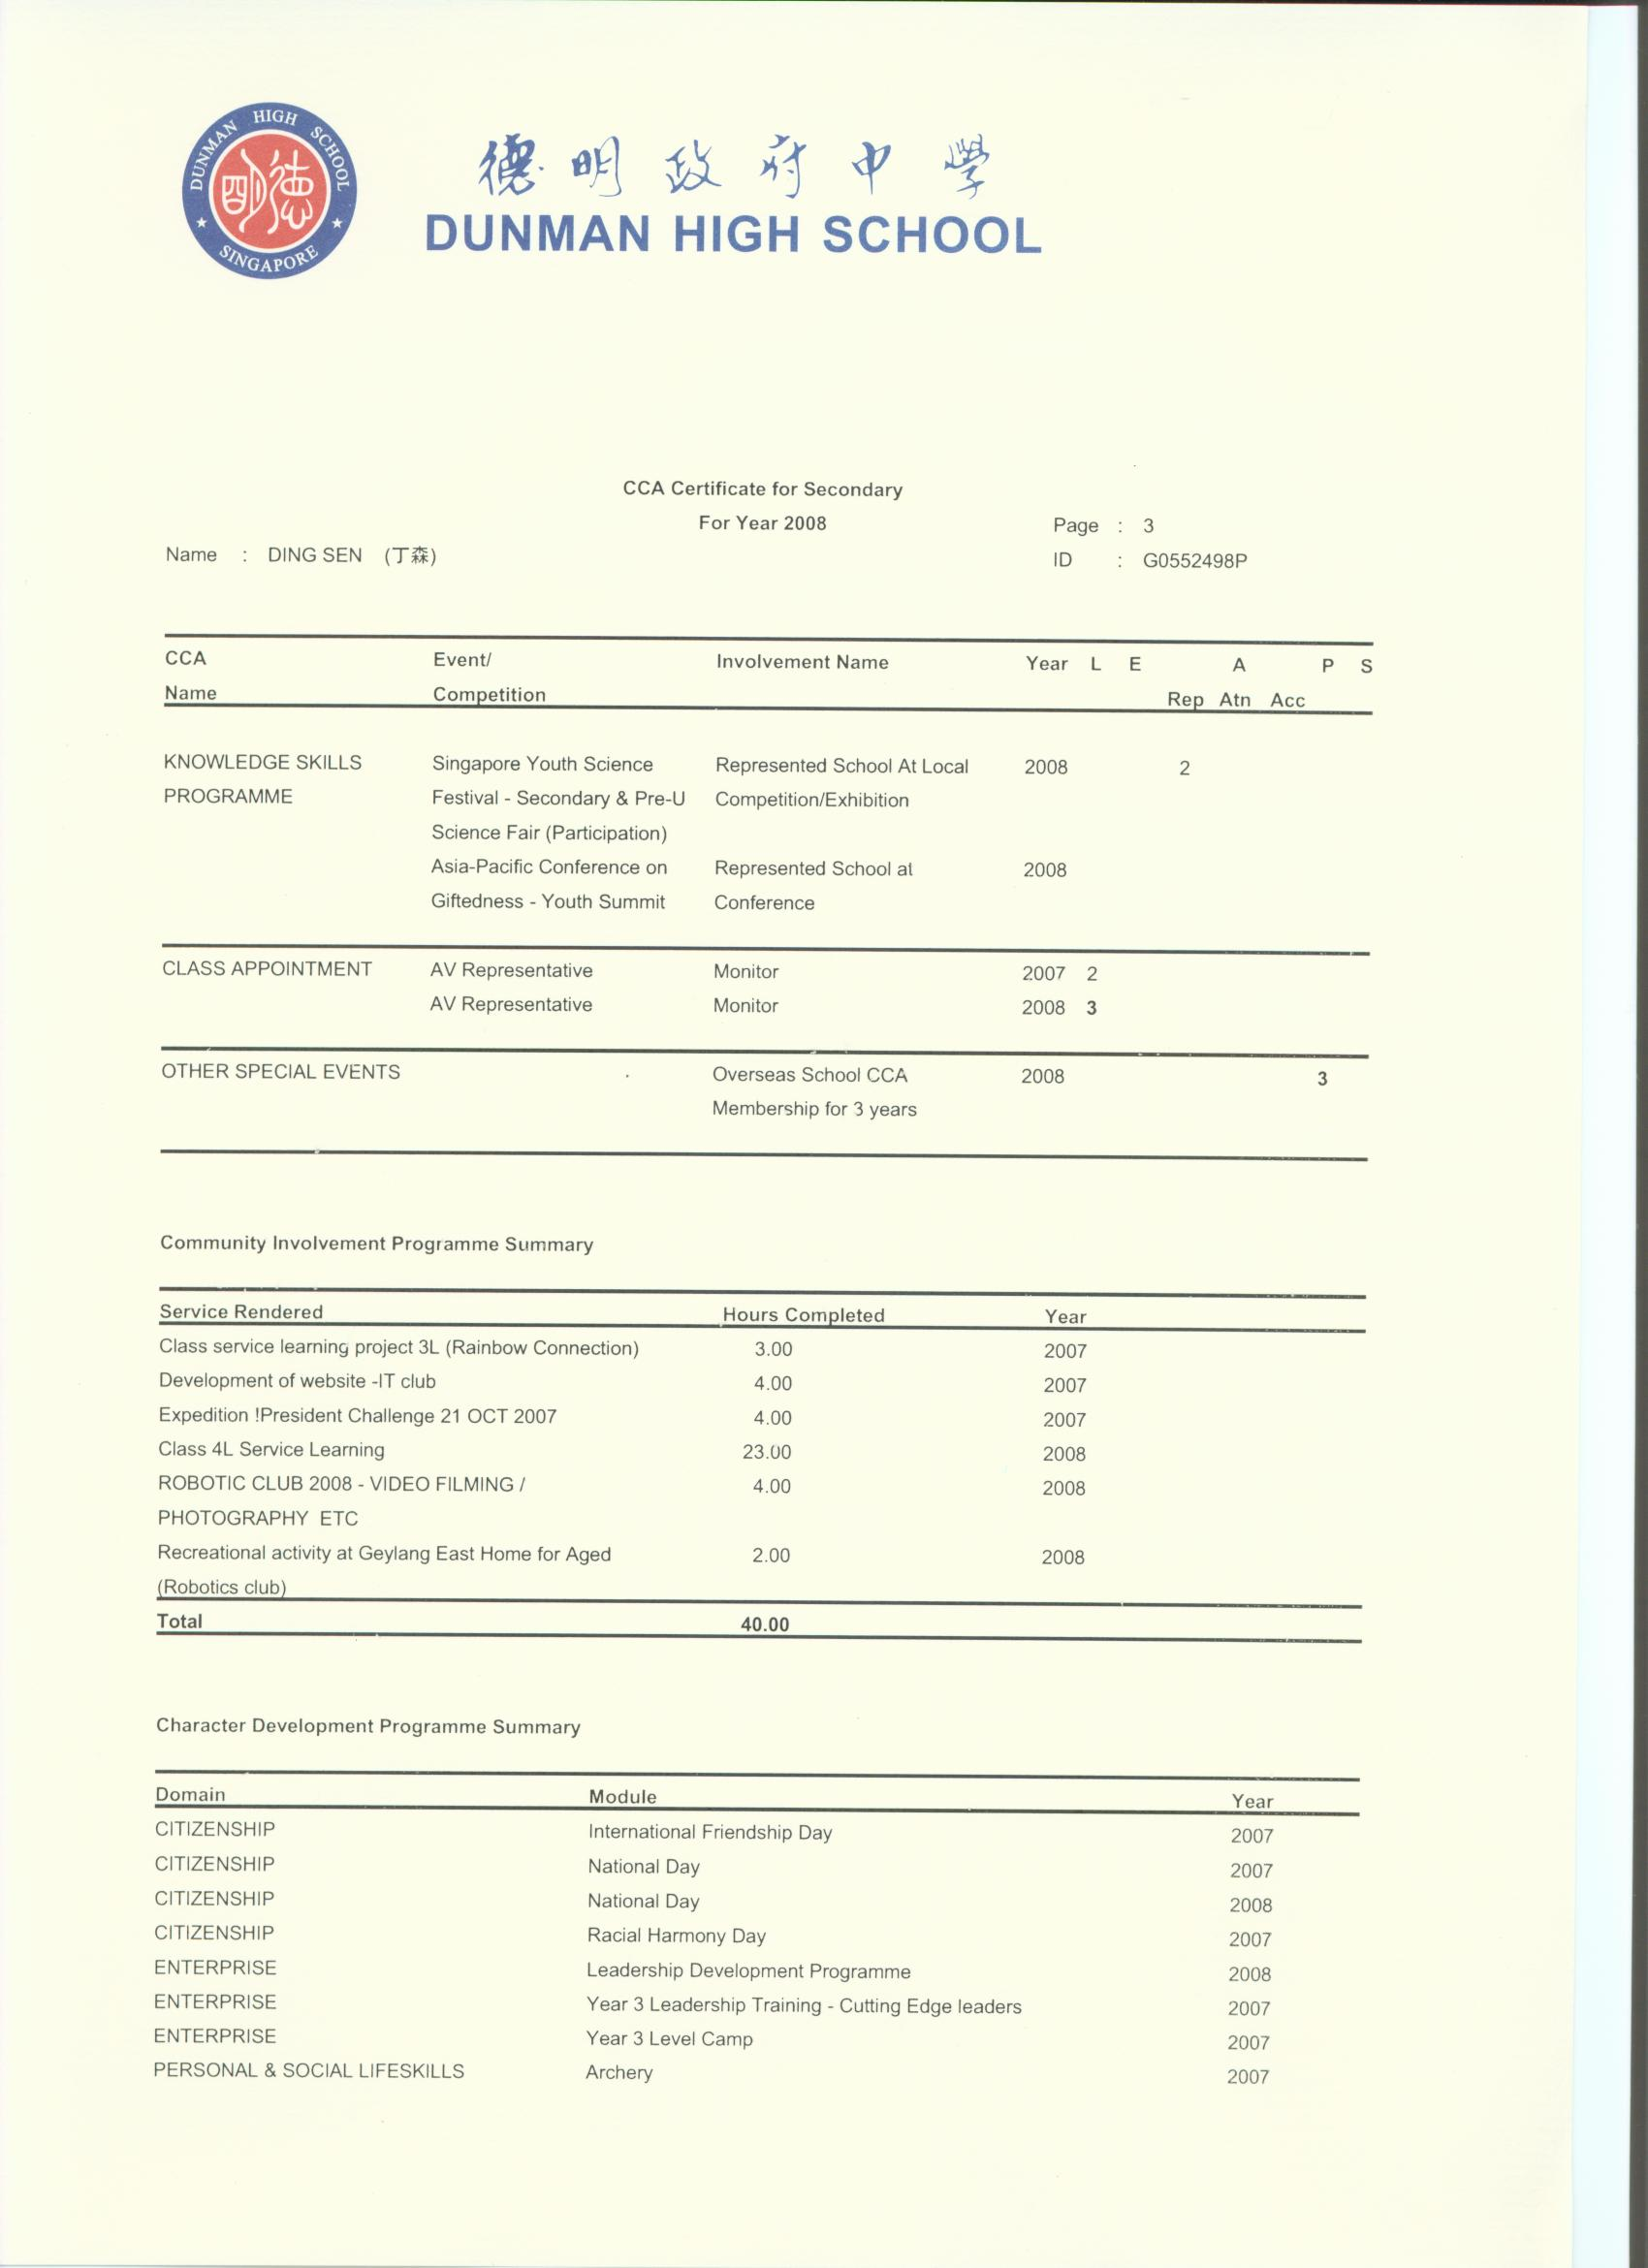 DUNMAN HIGH SCHOOL
德明
SINGAPORE
德明政府中學
DUNMAN HIGH SCHOOL
CCA Certificate for Secondary
For Year 2008
Page : 3
Name : DING SEN (丁森)
ID : G0552498P
CCA Event/ Involvement Name Year L E A P S
Name Competition Rep Atn Acc
KNOWLEDGE SKILLS Singapore Youth Science Represented School At Local 2008 2
PROGRAMME Festival - Secondary & Pre-U Competition/Exhibition
Science Fair (Participation)
Asia-Pacific Conference on Represented School at 2008
Giftedness - Youth Summit Conference
CLASS APPOINTMENT AV Representative Monitor 2007 2
AV Representative Monitor 2008 3
OTHER SPECIAL EVENTS Overseas School CCA 2008 3
Membership for 3 years
Community Involvement Programme Summary
Service Rendered Hours Completed Year
Class service learning project 3L (Rainbow Connection) 3.00 2007
Development of website -IT club 4.00 2007
Expedition !President Challenge 21 OCT 2007 4.00 2007
Class 4L Service Learning 23.00 2008
ROBOTIC CLUB 2008 - VIDEO FILMING / 4.00 2008
PHOTOGRAPHY ETC
Recreational activity at Geylang East Home for Aged 2.00 2008
(Robotics club)
Total 40.00
Character Development Programme Summary
Domain Module Year
CITIZENSHIP International Friendship Day 2007
CITIZENSHIP National Day 2007
CITIZENSHIP National Day 2008
CITIZENSHIP Racial Harmony Day 2007
ENTERPRISE Leadership Development Programme 2008
ENTERPRISE Year 3 Leadership Training - Cutting Edge leaders 2007
ENTERPRISE Year 3 Level Camp 2007
PERSONAL & SOCIAL LIFESKILLS Archery 2007